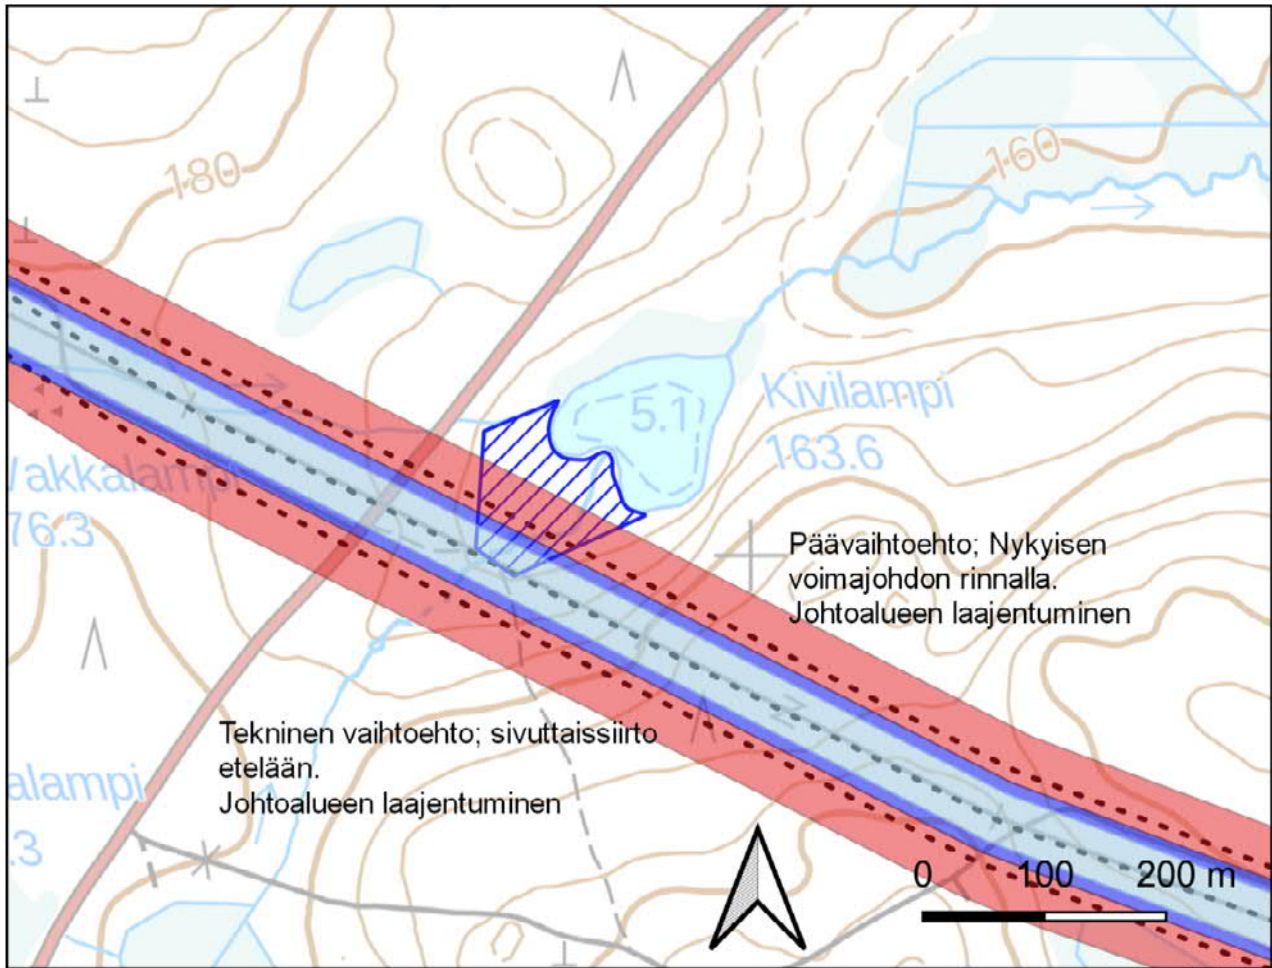 180
160
5.1
Kivilampi
163.6
Vakkalampi
76.3
Päävaihtoehto; Nykyisen
voimajohdon rinnalla.
Johtoalueen laajentuminen
Tekninen vaihtoehto; sivuttaissiirto
etelään.
Johtoalueen laajentuminen
alampi
.3
0 100 200 m